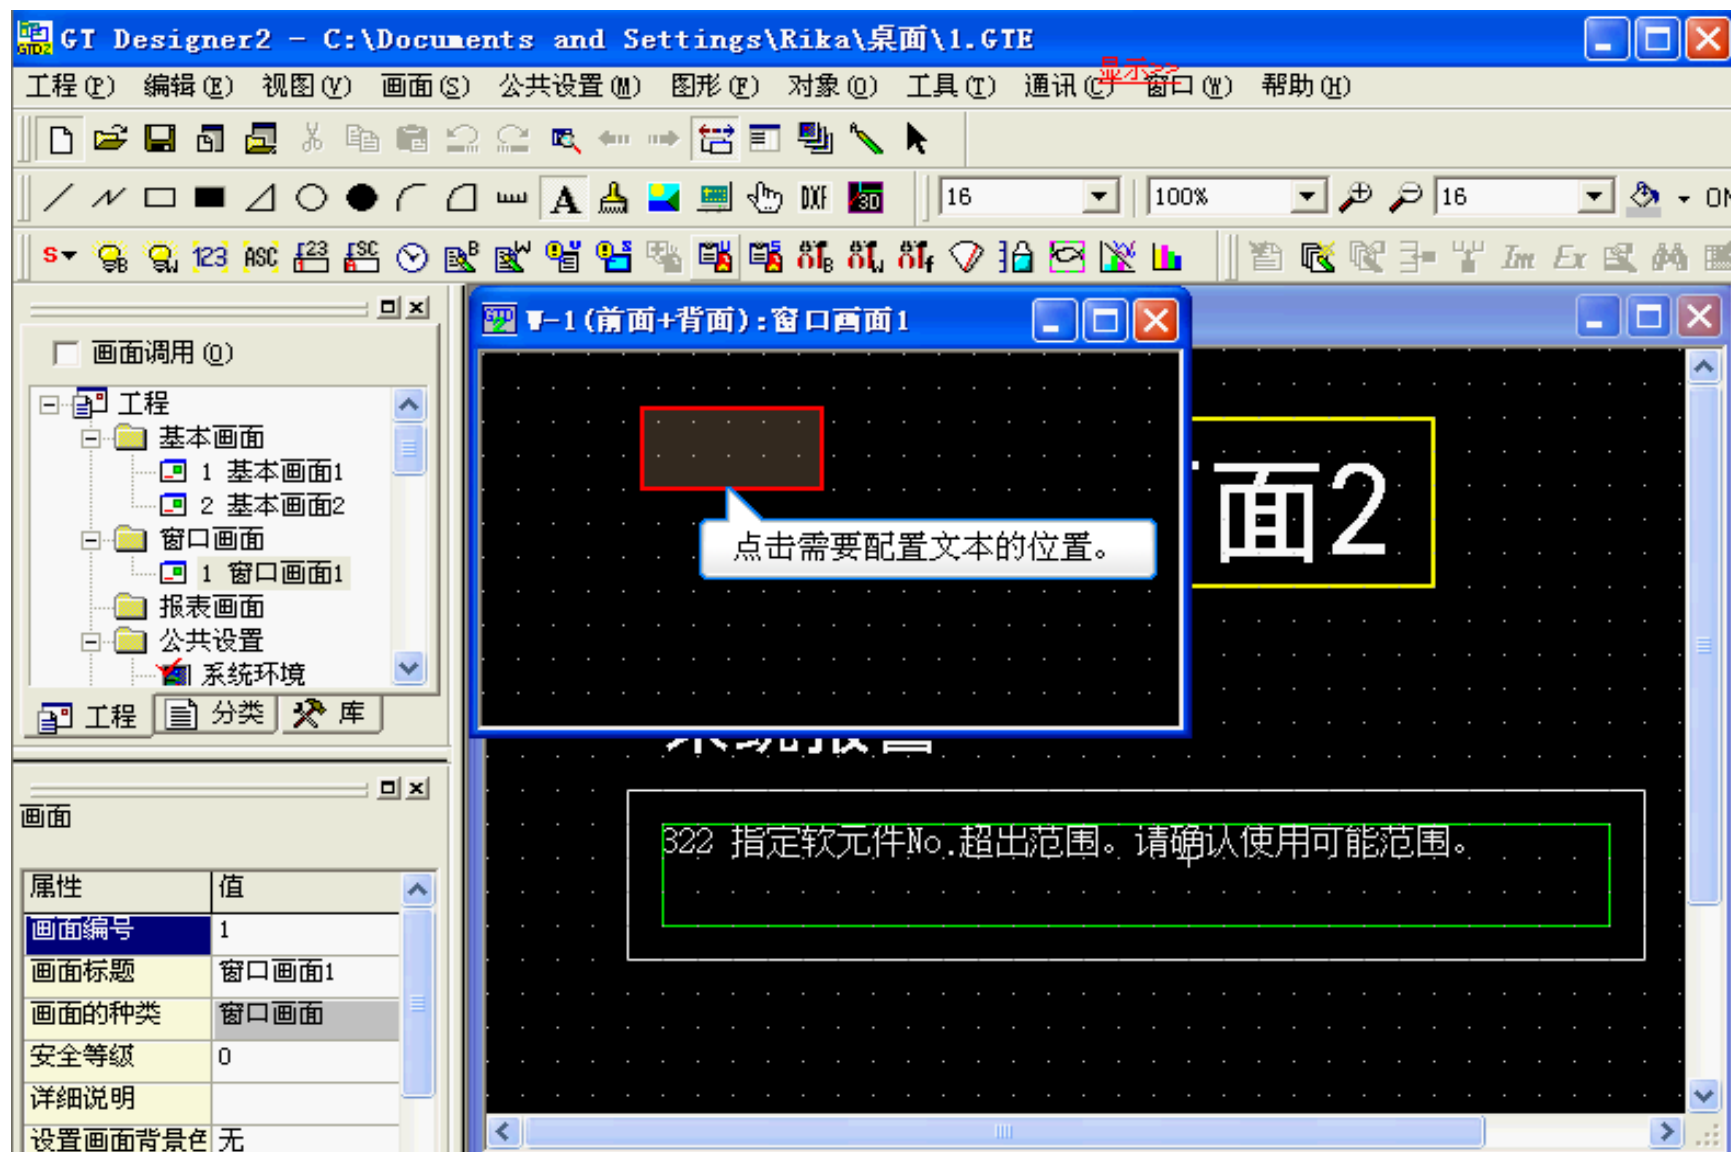 GT Designer2 - C:\Documents and Settings\Rika\桌面\1.GTE
工程(P) 编辑(E) 视图(V) 画面(S) 公共设置(M) 图形(F) 对象(O) 工具(T) 通讯(C) 窗口(W) 帮助(H)
显示>>
A DXF 3D 16 100% 16
S 123 ASC Im Ex
画面调用(Q)
工程
基本画面
1 基本画面1
2 基本画面2
窗口画面
1 窗口画面1
报表画面
公共设置
系统环境
工程 分类 库
W-1(前面+背面):窗口画面1
点击需要配置文本的位置。
面2
322 指定软元件No.超出范围。请确认使用可能范围。
画面
属性 值
画面编号 1
画面标题 窗口画面1
画面的种类 窗口画面
安全等级 0
详细说明
设置画面背景色 无